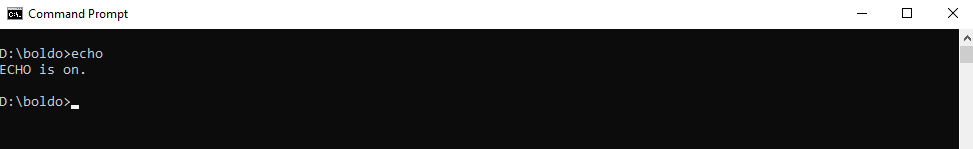 Command Prompt
D:\boldo>echo
ECHO is on.
D:\boldo>